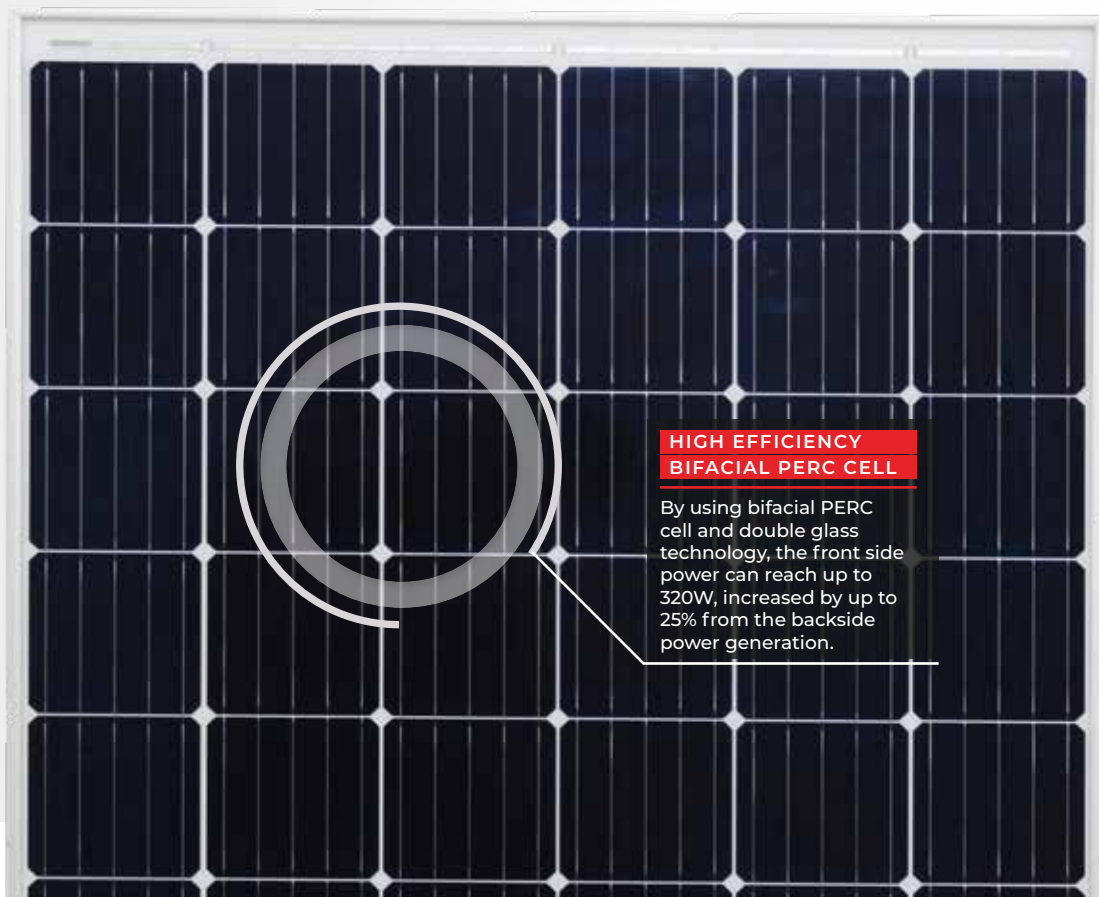 HIGH EFFICIENCY
BIFACIAL PERC CELL
By using bifacial PERC
cell and double glass
technology, the front side
power can reach up to
320W, increased by up to
25% from the backside
power generation.